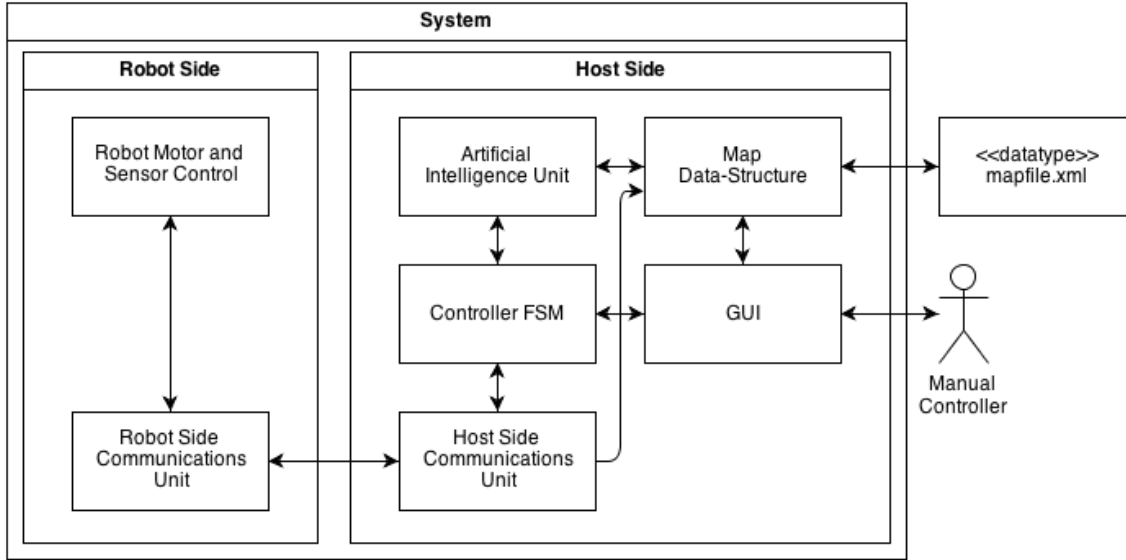 System
Robot Side
Host Side
Robot Motor and
Sensor Control
Artificial
Intelligence Unit
Map
Data-Structure
<<datatype>>
mapfile.xml
Controller FSM
GUI
Manual
Controller
Robot Side
Communications
Unit
Host Side
Communications
Unit